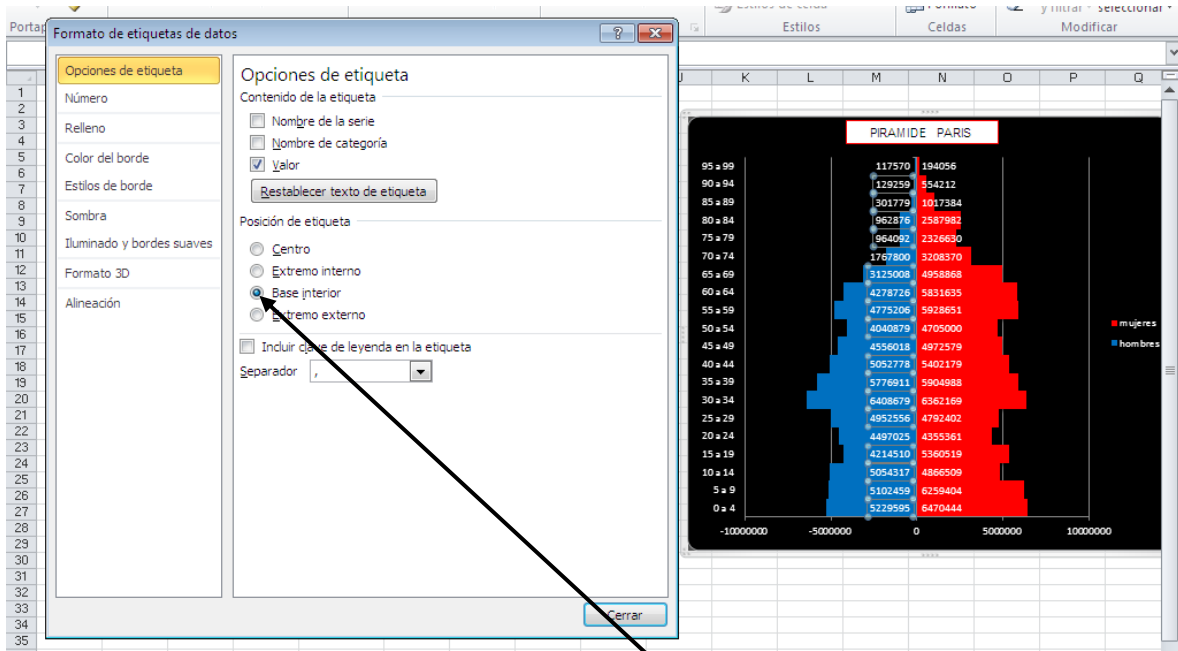 Estilos de celda Formato y filtrar seleccionar
Portap Estilos Celdas Modificar
Formato de etiquetas de datos
Opciones de etiqueta
Número
Relleno
Color del borde
Estilos de borde
Sombra
Iluminado y bordes suaves
Formato 3D
Alineación
Opciones de etiqueta
Contenido de la etiqueta
Nombre de la serie
Nombre de categoría
Valor
Restablecer texto de etiqueta
Posición de etiqueta
Centro
Extremo interno
Base interior
Extremo externo
Incluir clave de leyenda en la etiqueta
Separador ,
Cerrar
J K L M N O P Q
1
2
3
4
5
6
7
8
9
10
11
12
13
14
15
16
17
18
19
20
21
22
23
24
25
26
27
28
29
30
31
32
33
34
35
PIRAMIDE PARIS
95 a 99 117570 194056
90 a 94 129259 554212
85 a 89 301779 1017384
80 a 84 962876 2587982
75 a 79 964092 2326630
70 a 74 1767800 3208370
65 a 69 3125008 4958868
60 a 64 4278726 5831635
55 a 59 4775206 5928651
50 a 54 4040879 4705000
45 a 49 4556018 4972579
40 a 44 5052778 5402179
35 a 39 5776911 5904988
30 a 34 6408679 6362169
25 a 29 4952556 4792402
20 a 24 4497025 4355361
15 a 19 4214510 5360519
10 a 14 5054317 4866509
5 a 9 5102459 6259404
0 a 4 5229595 6470444
-10000000 -5000000 0 5000000 10000000
mujeres
hombres